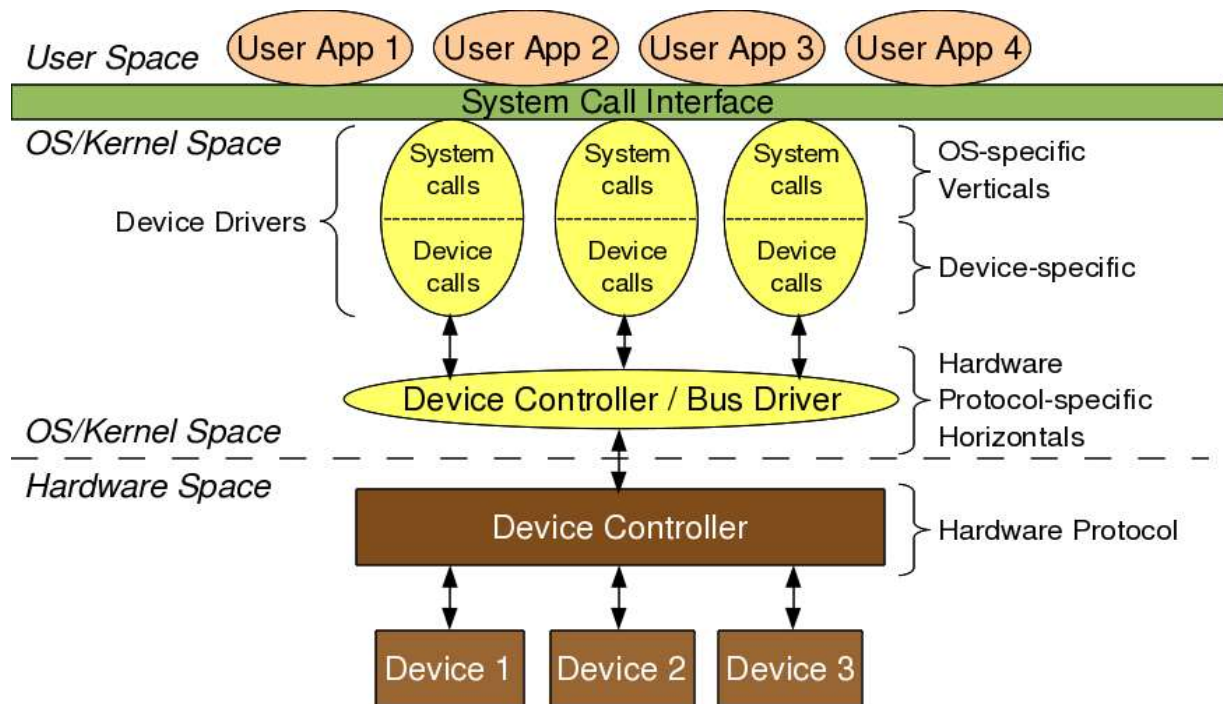 User Space
User App 1
User App 2
User App 3
User App 4
System Call Interface
OS/Kernel Space
Device Drivers
System
calls
Device
calls
System
calls
Device
calls
System
calls
Device
calls
OS-specific
Verticals
Device-specific
Device Controller / Bus Driver
Hardware
Protocol-specific
Horizontals
OS/Kernel Space
Hardware Space
Device Controller
Hardware Protocol
Device 1
Device 2
Device 3